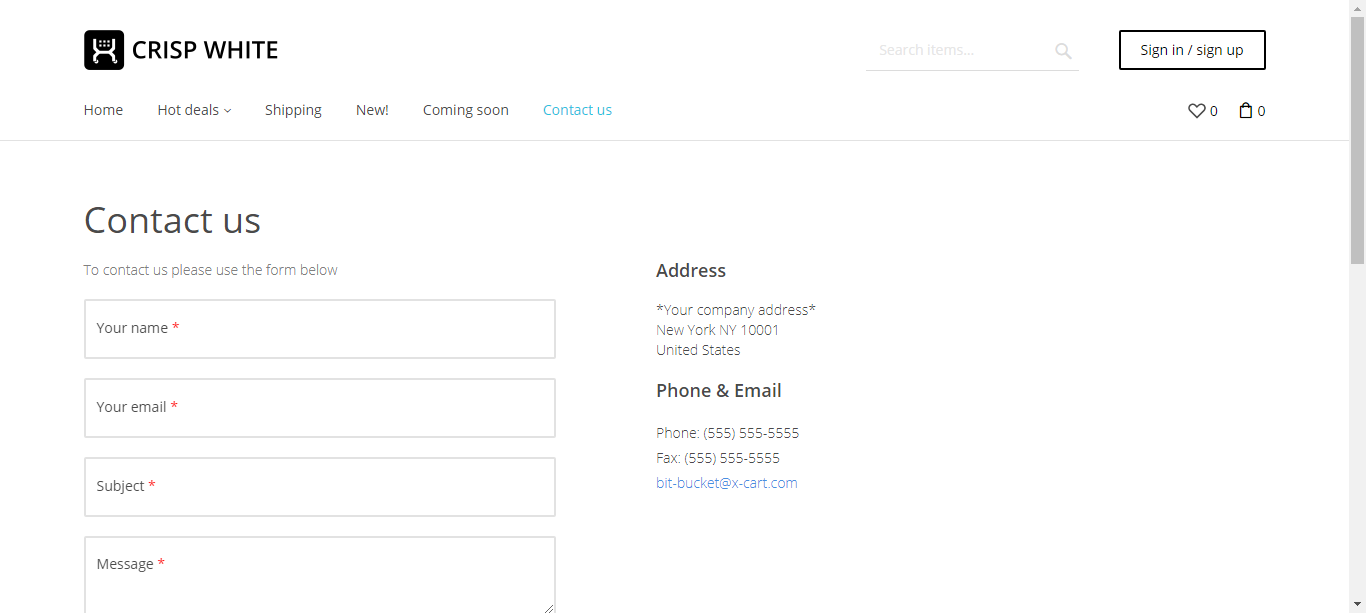 CRISP WHITE
Search items...
Sign in / sign up
Home
Hot deals
Shipping
New!
Coming soon
Contact us
0
0
Contact us
To contact us please use the form below
Your name *
Your email *
Subject *
Message *
Address
*Your company address*
New York NY 10001
United States
Phone & Email
Phone: (555) 555-5555
Fax: (555) 555-5555
bit-bucket@x-cart.com